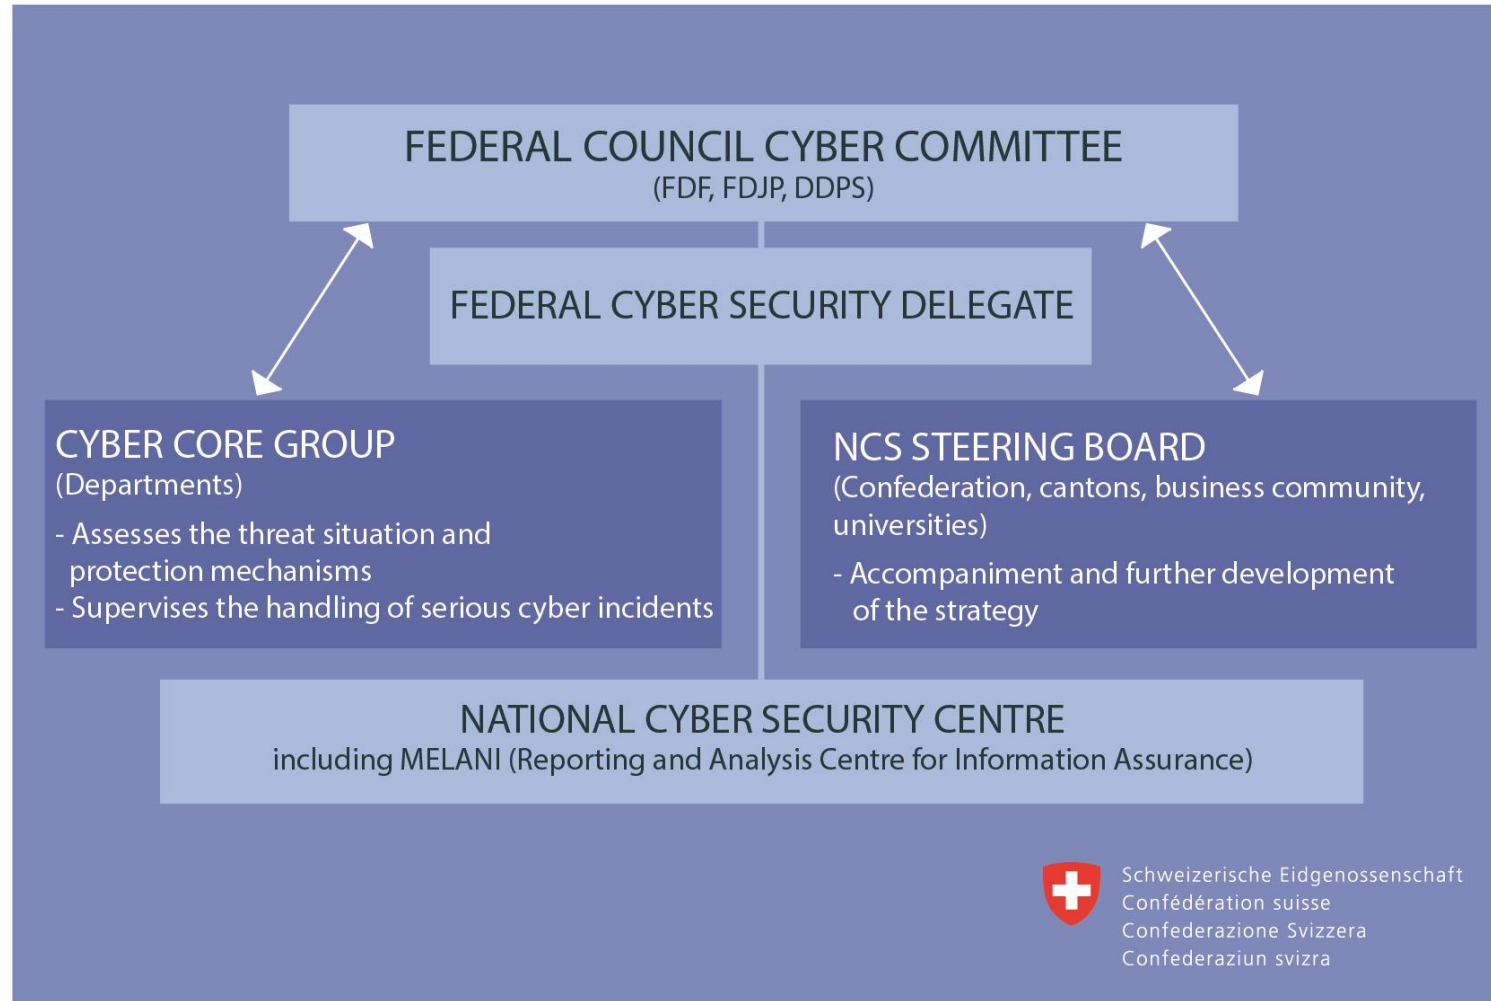 FEDERAL COUNCIL CYBER COMMITTEE
(FDF, FDJP, DDPS)
FEDERAL CYBER SECURITY DELEGATE
CYBER CORE GROUP
(Departments)
- Assesses the threat situation and
protection mechanisms
- Supervises the handling of serious cyber incidents
NCS STEERING BOARD
(Confederation, cantons, business community,
universities)
- Accompaniment and further development
of the strategy
NATIONAL CYBER SECURITY CENTRE
including MELANI (Reporting and Analysis Centre for Information Assurance)
Schweizerische Eidgenossenschaft
Confédération suisse
Confederazione Svizzera
Confederaziun svizra